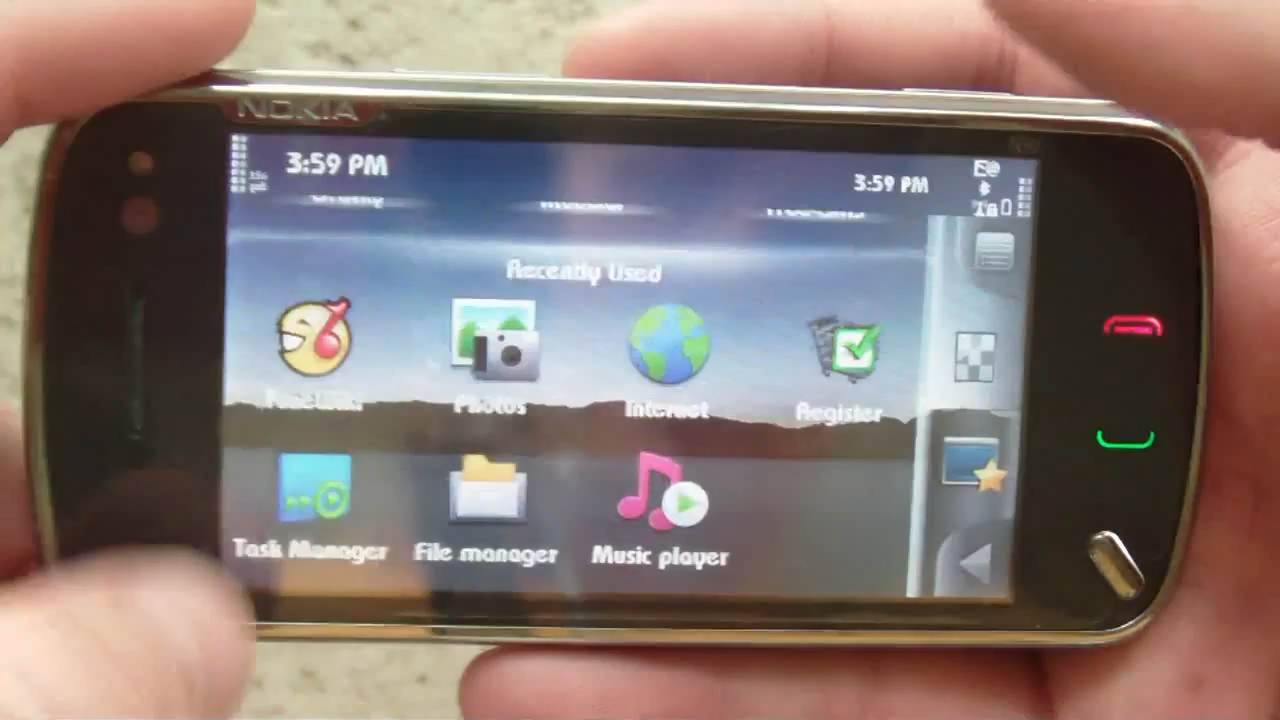 NOKIA
3:59 PM
3:59 PM
Recently Used
Photos
Internet
Register
Task Manager
File manager
Music player